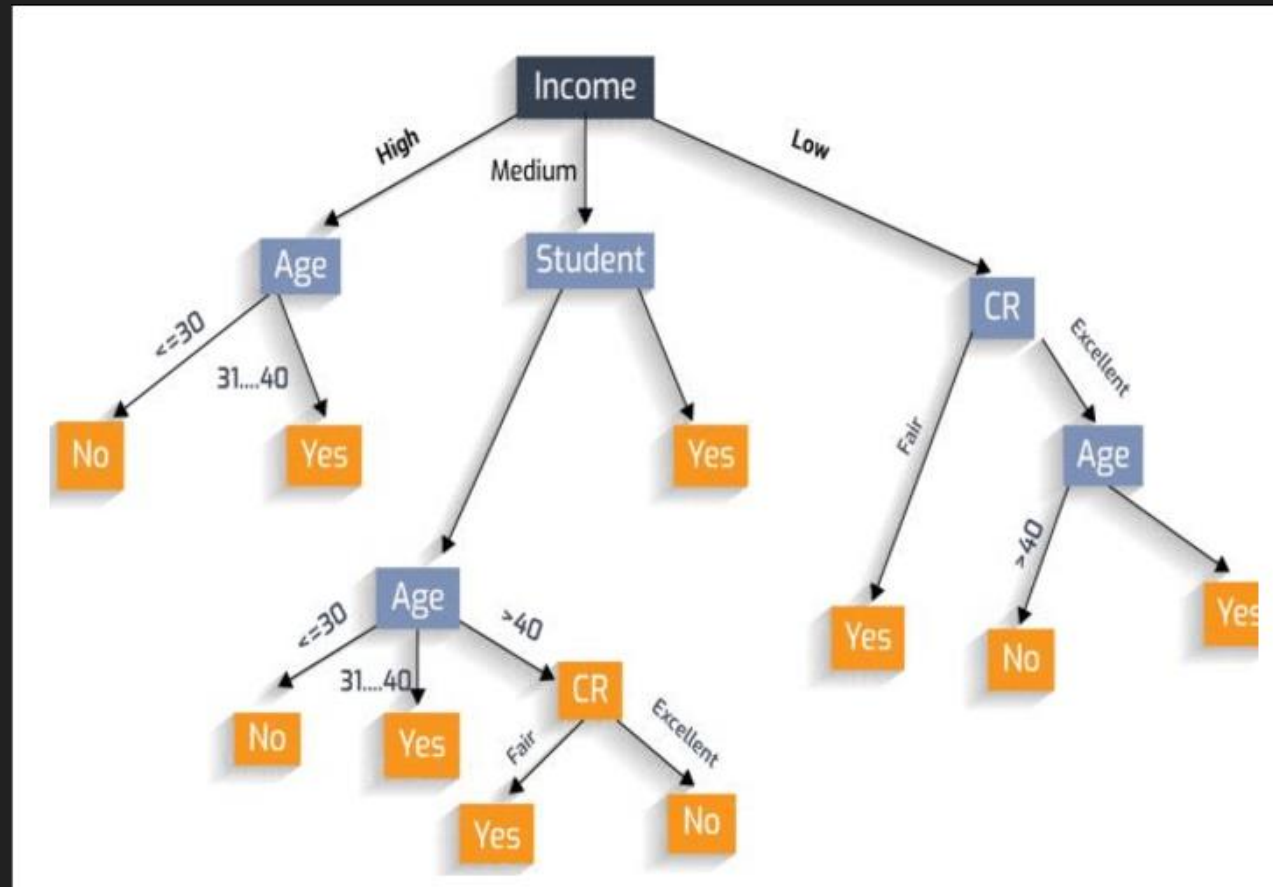 Income
High
Medium
Low
Age
Student
CR
<=30
31....40
Fair
Excellent
No
Yes
Yes
Age
>40
Age
<=30
31....40
>40
Yes
No
Yes
CR
No
Yes
Fair
Excellent
Yes
No